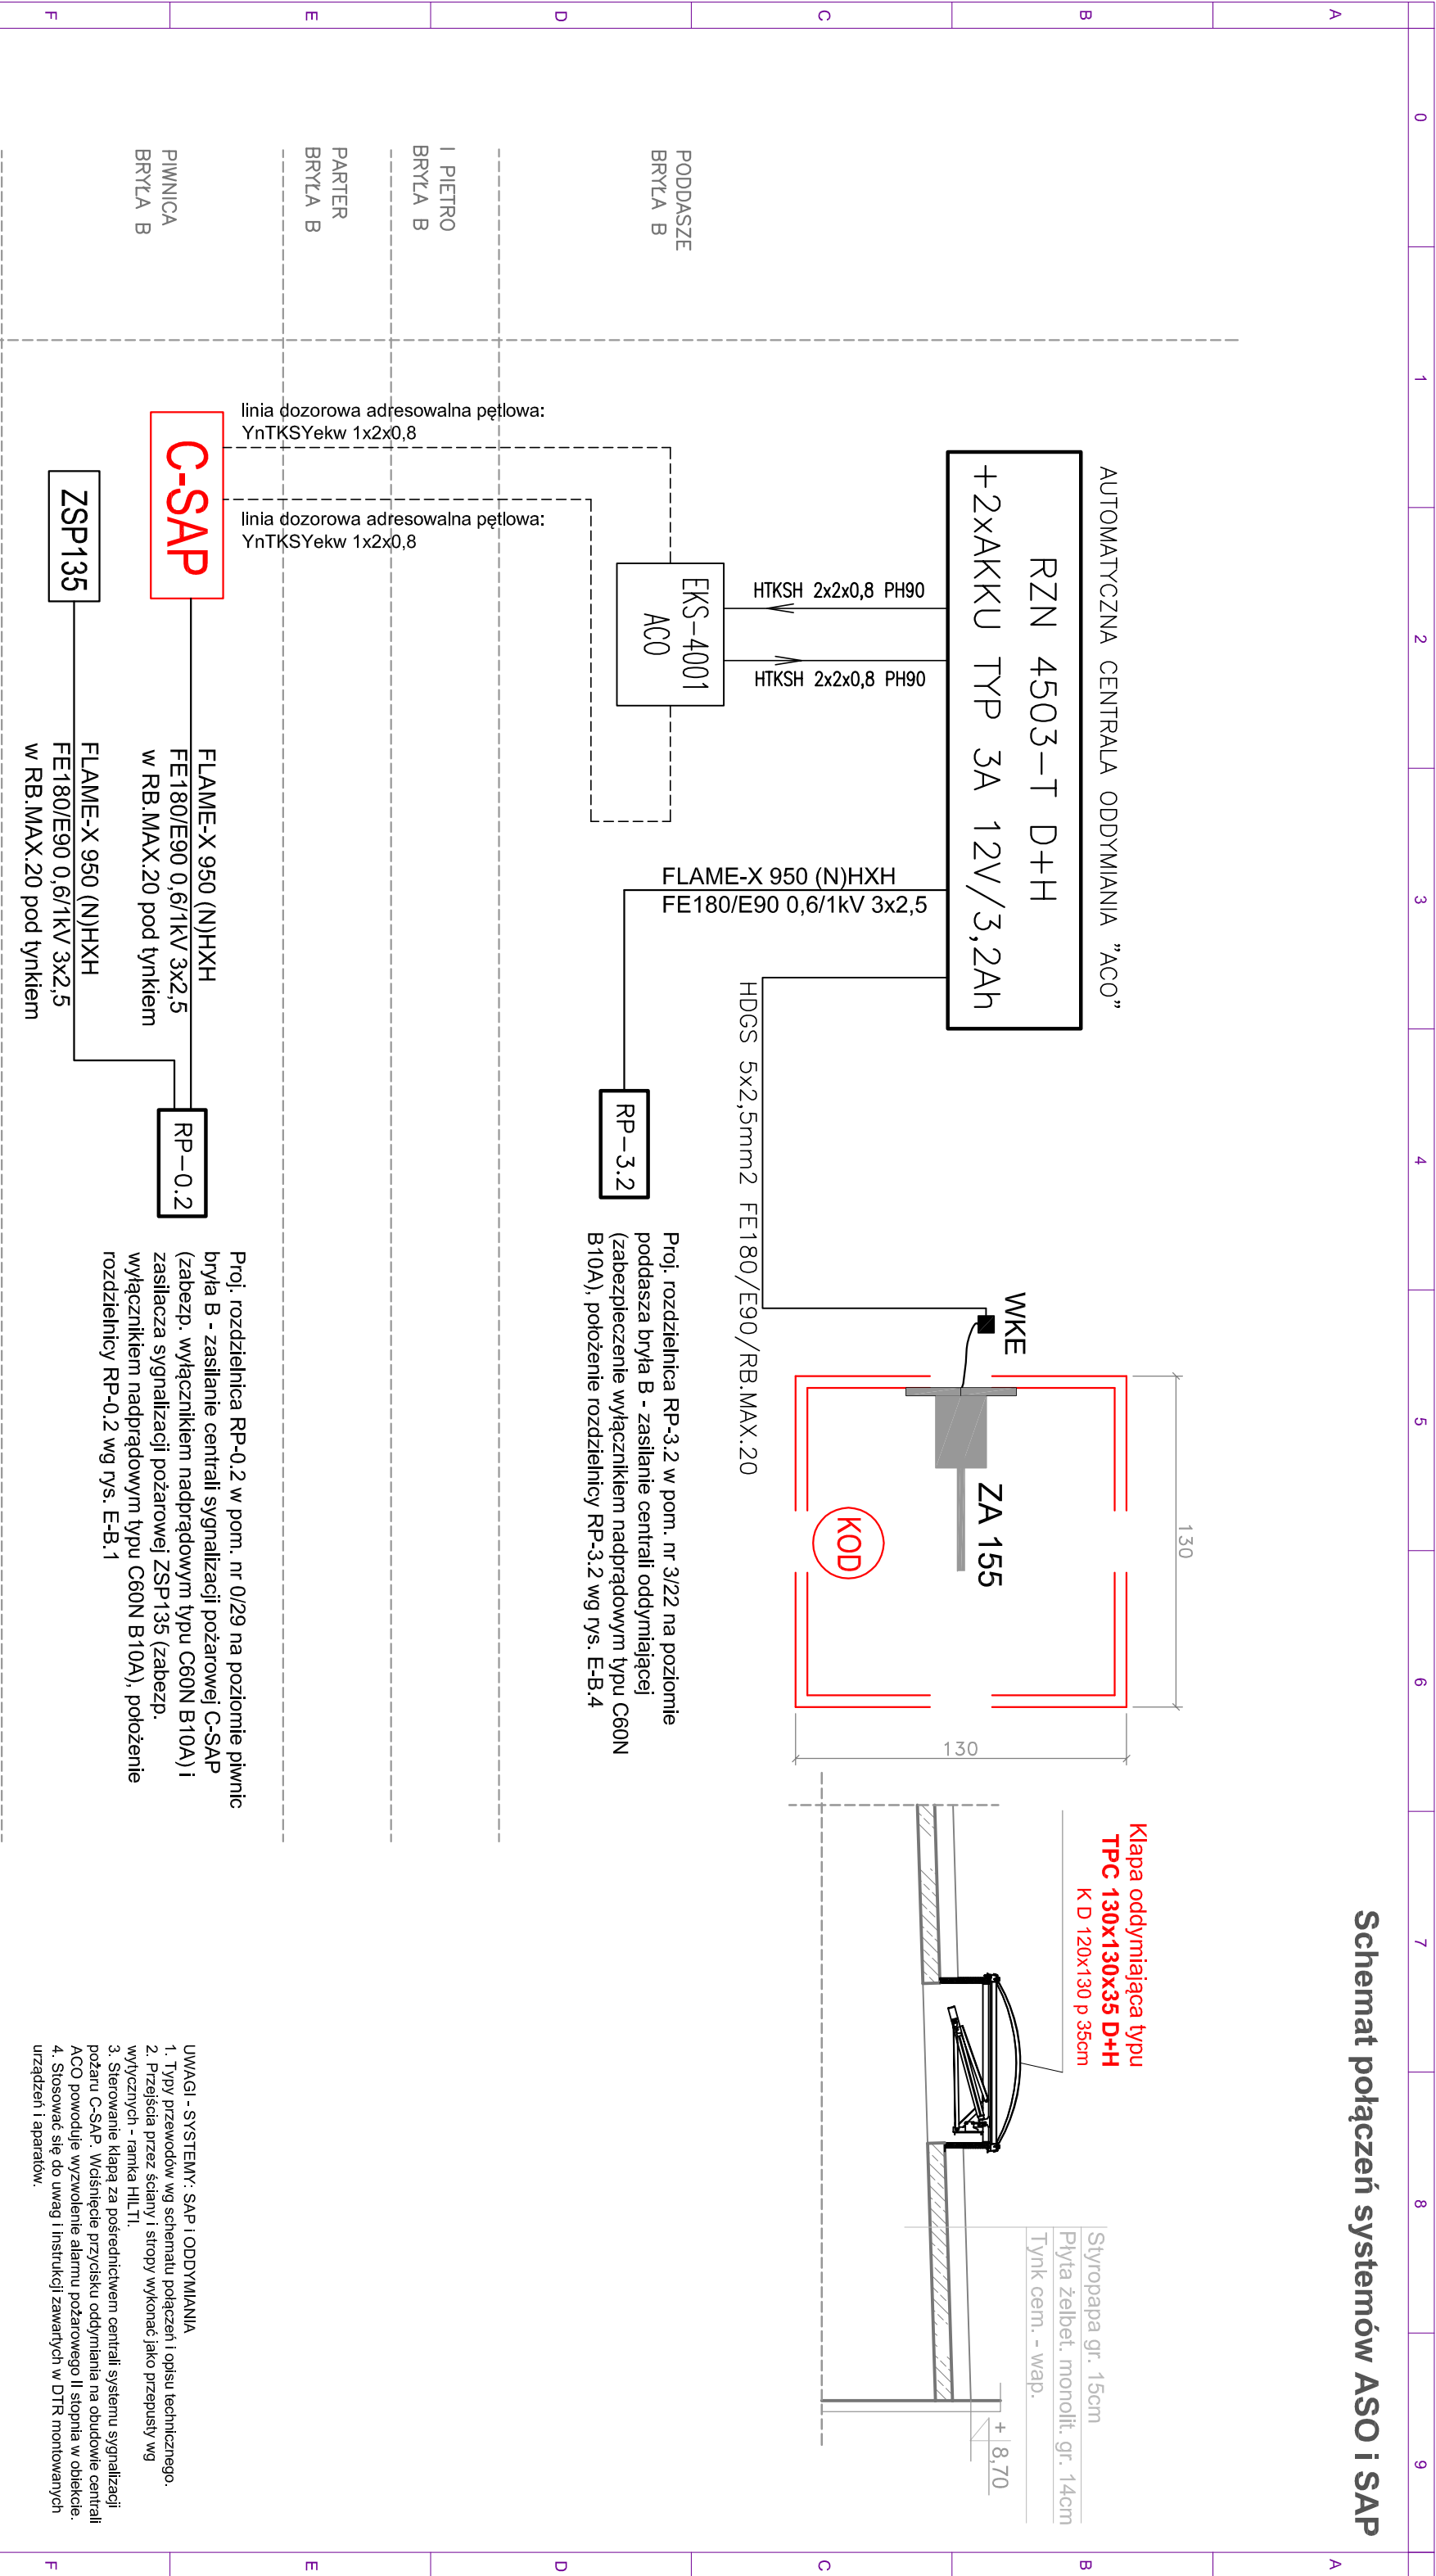 Schemat połączeń systemów ASO i SAP
0
1
2
3
4
5
6
7
8
9
A
B
C
D
E
F
A
B
C
D
E
F
PODDASZE
BRYŁA B
I PIETRO
BRYŁA B
PARTER
BRYŁA B
PIWNICA
BRYŁA B
AUTOMATYCZNA CENTRALA ODDYMIANIA "ACO"
RZN 4503-T D+H
+2xAKKU TYP 3A 12V/3,2Ah
HTKSH 2x2x0,8 PH90
HTKSH 2x2x0,8 PH90
EKS-4001
ACO
linia dozorowa adresowalna pętlowa:
YnTKSYekw 1x2x0,8
linia dozorowa adresowalna pętlowa:
YnTKSYekw 1x2x0,8
C-SAP
ZSP135
FLAME-X 950 (N)HXH
FE180/E90 0,6/1kV 3x2,5
HDGS 5x2,5mm2 FE180/E90/RB.MAX.20
FLAME-X 950 (N)HXH
FE180/E90 0,6/1kV 3x2,5
w RB.MAX.20 pod tynkiem
FLAME-X 950 (N)HXH
FE180/E90 0,6/1kV 3x2,5
w RB.MAX.20 pod tynkiem
RP-3.2
RP-0.2
WKE
ZA 155
KOD
130
130
Proj. rozdzielnica RP-3.2 w pom. nr 3/22 na poziomie
poddasza bryła B - zasilanie centrali oddymiającej
(zabezpieczenie wyłącznikiem nadprądowym typu C60N
B10A), położenie rozdzielnicy RP-3.2 wg rys. E-B.4
Proj. rozdzielnica RP-0.2 w pom. nr 0/29 na poziomie piwnic
bryła B - zasilanie centrali sygnalizacji pożarowej C-SAP
(zabezp. wyłącznikiem nadprądowym typu C60N B10A) i
zasilacza sygnalizacji pożarowej ZSP135 (zabezp.
wyłącznikiem nadprądowym typu C60N B10A), położenie
rozdzielnicy RP-0.2 wg rys. E-B.1
Klapa oddymiająca typu
TPC 130x130x35 D+H
K D 120x130 p 35cm
Styropapa gr. 15cm
Płyta żelbet. monolit. gr. 14cm
Tynk cem. - wap.
+ 8,70
UWAGI - SYSTEMY: SAP i ODDYMIANIA
1. Typy przewodów wg schematu połączeń i opisu technicznego.
2. Przejścia przez ściany i stropy wykonać jako przepusty wg
wytycznych - ramka HILTI.
3. Sterowanie klapą za pośrednictwem centrali systemu sygnalizacji
pożaru C-SAP. Wciśnięcie przycisku oddymiania na obudowie centrali
ACO powoduje wyzwolenie alarmu pożarowego II stopnia w obiekcie.
4. Stosować się do uwag i instrukcji zawartych w DTR montowanych
urządzeń i aparatów.